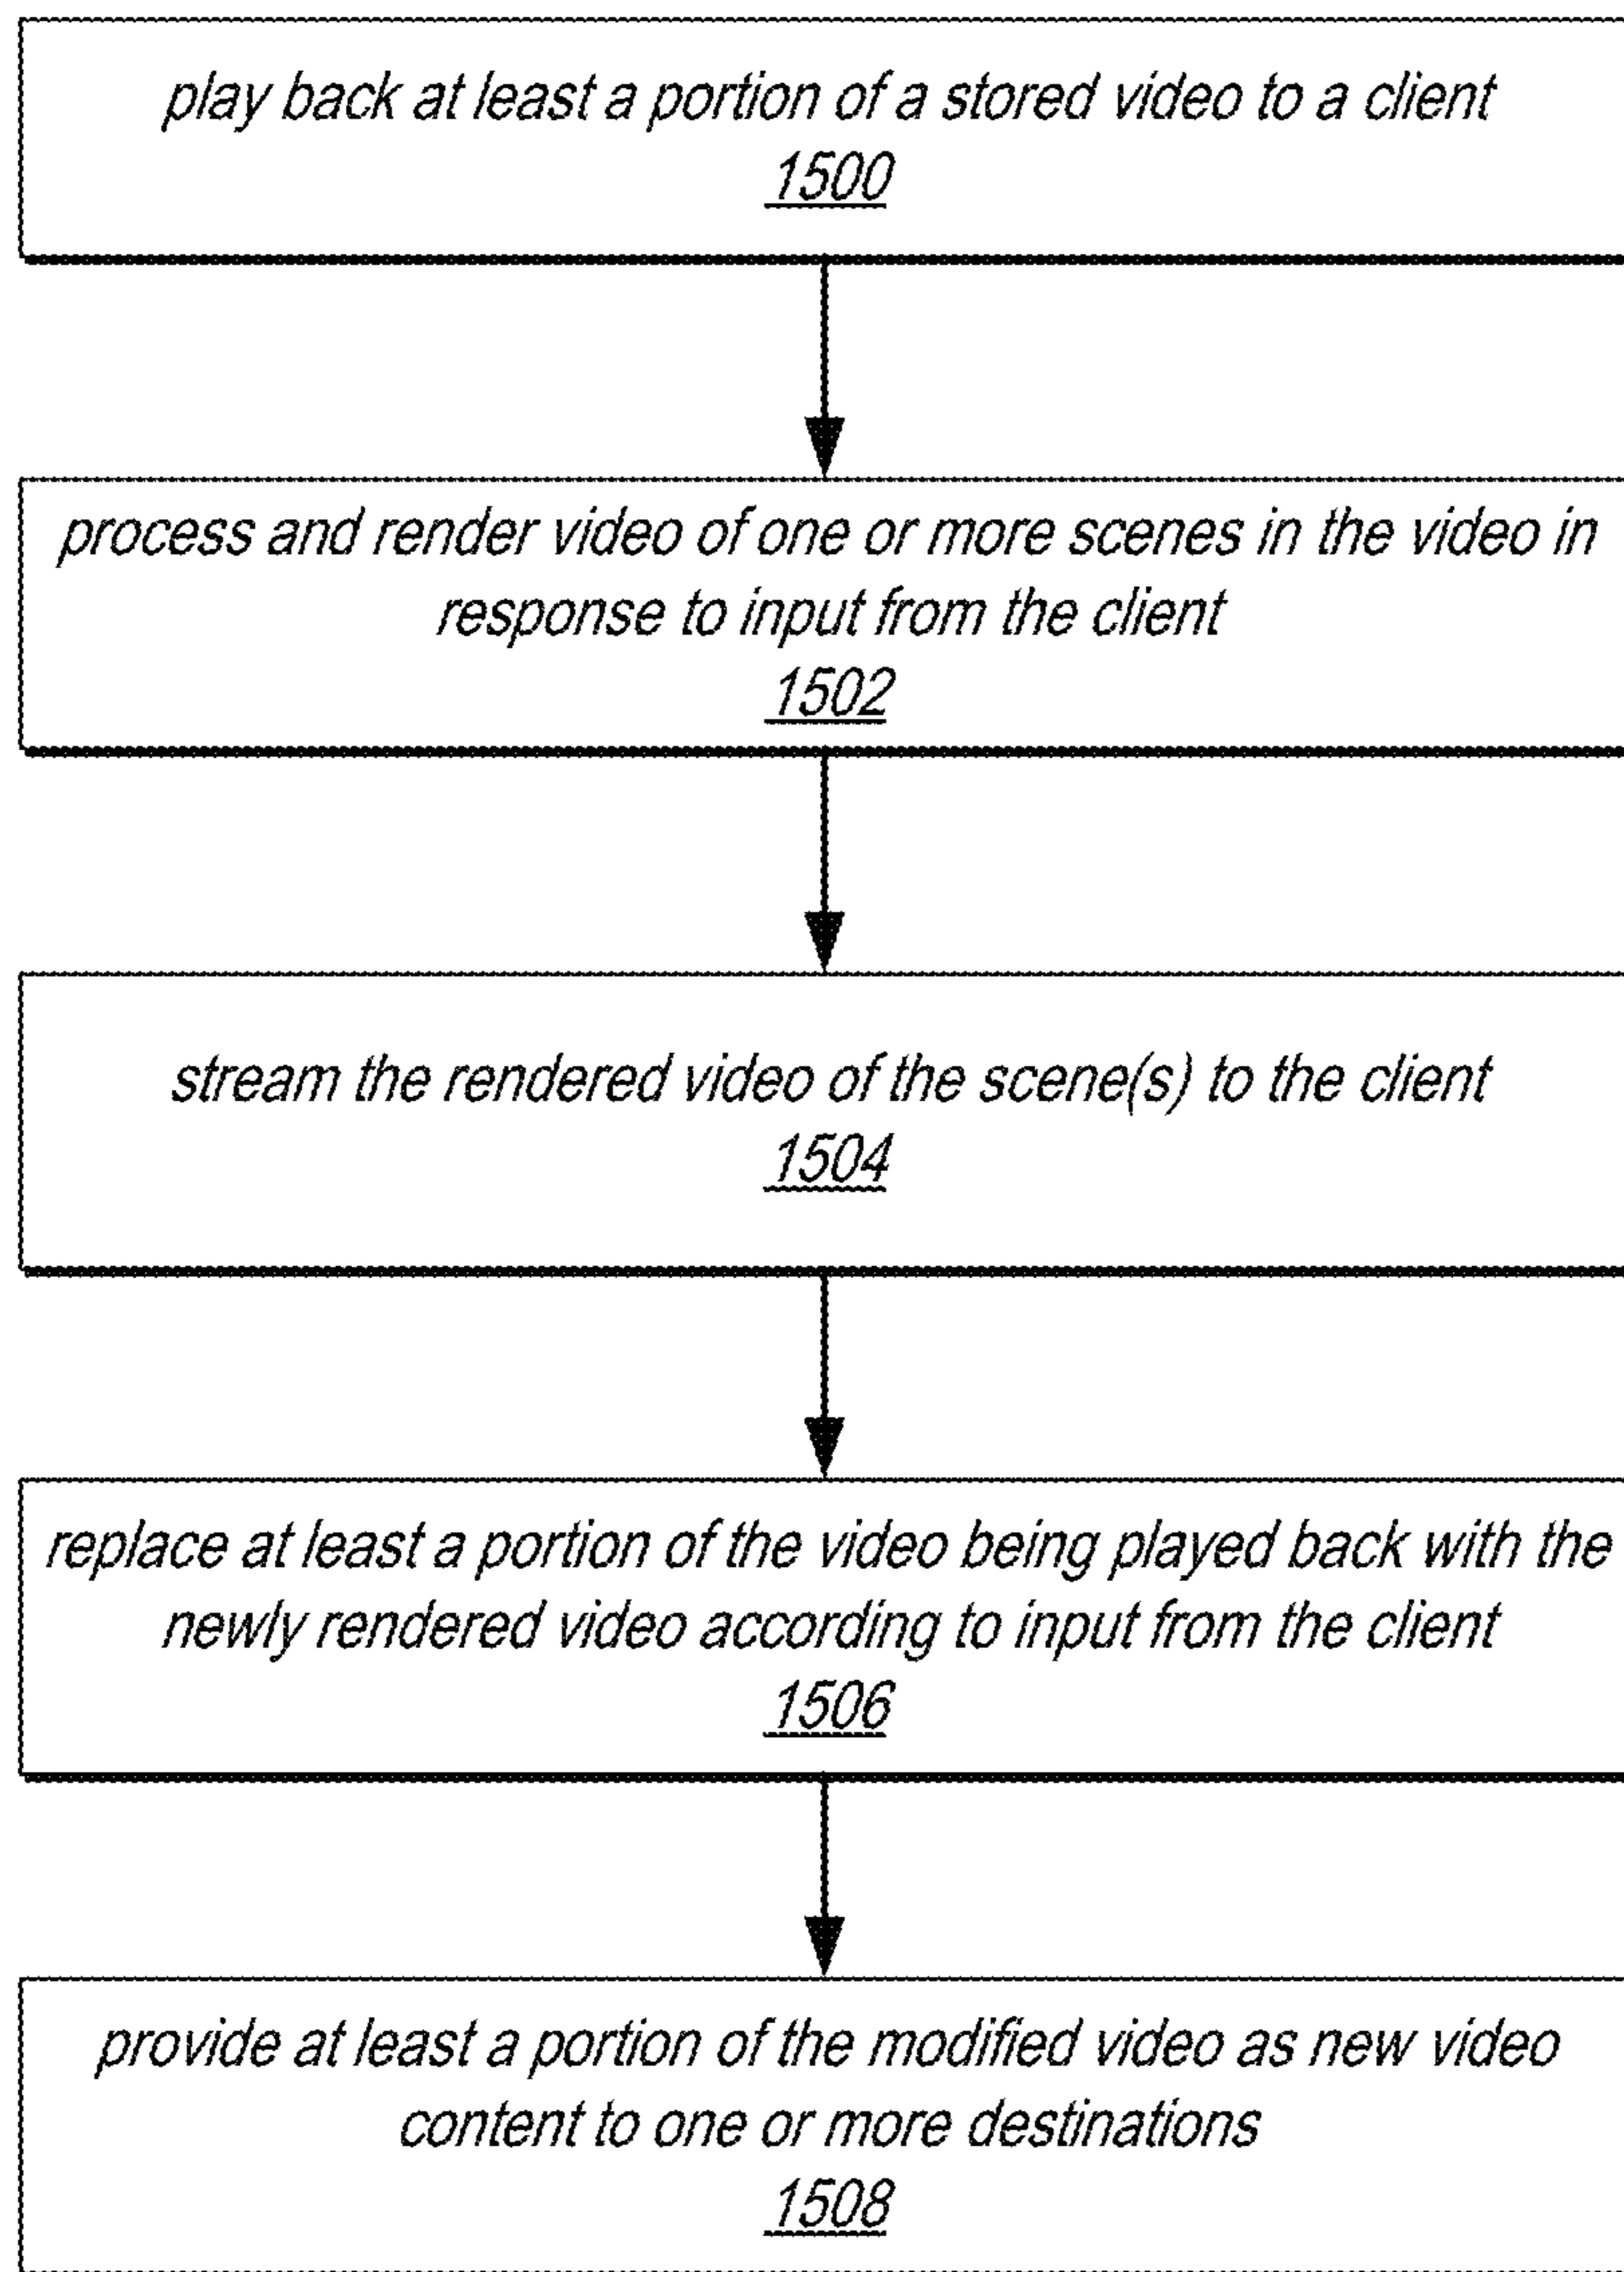 play back at least a portion of a stored video to a client
1500
process and render video of one or more scenes in the video in
response to input from the client
1502
stream the rendered video of the scene(s) to the client
1504
replace at least a portion of the video being played back with the
newly rendered video according to input from the client
1506
provide at least a portion of the modified video as new video
content to one or more destinations
1508